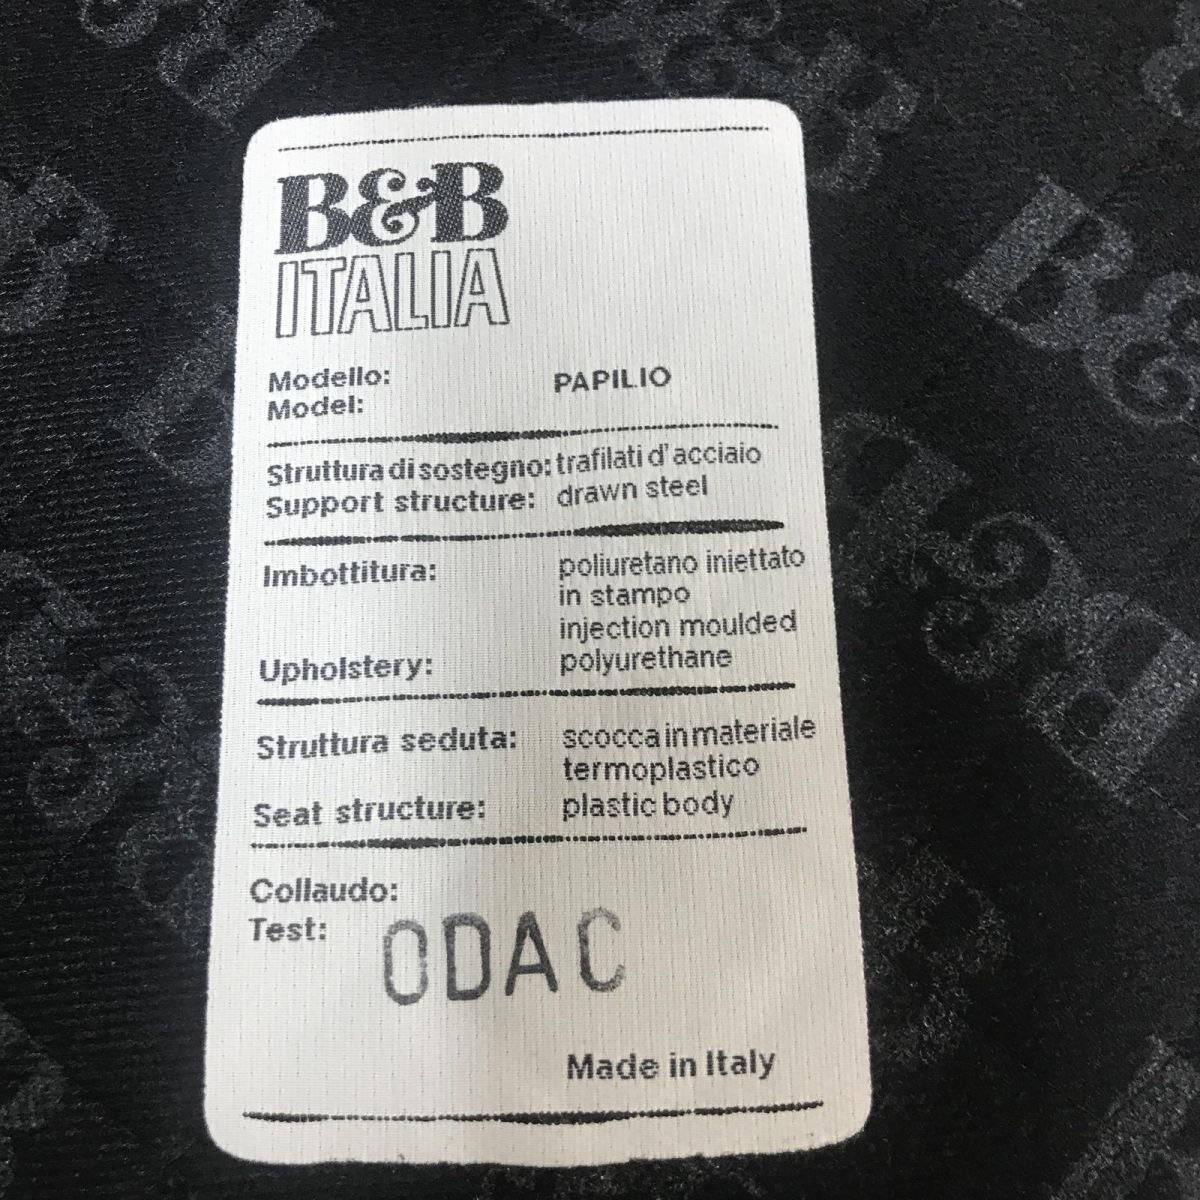 B&B
ITALIA
Modello: PAPILIO
Model:
Struttura di sostegno: trafilati d'acciaio
Support structure: drawn steel
Imbottitura: poliuretano iniettato
in stampo
injection moulded
Upholstery: polyurethane
Struttura seduta: scocca in materiale
termoplastico
Seat structure: plastic body
Collaudo:
Test: ODAC
Made in Italy
B&B
B&B
B&B